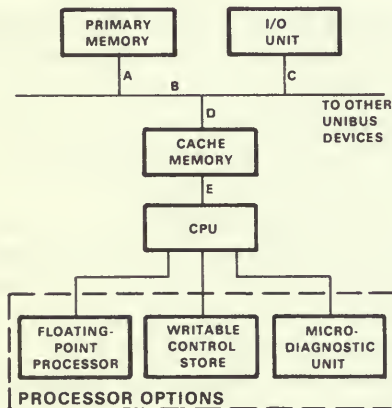 PRIMARY
MEMORY
I/O
UNIT
A
B
C
TO OTHER
UNIBUS
DEVICES
D
CACHE
MEMORY
E
CPU
FLOATING-
POINT
PROCESSOR
WRITABLE
CONTROL
STORE
MICRO-
DIAGNOSTIC
UNIT
PROCESSOR OPTIONS